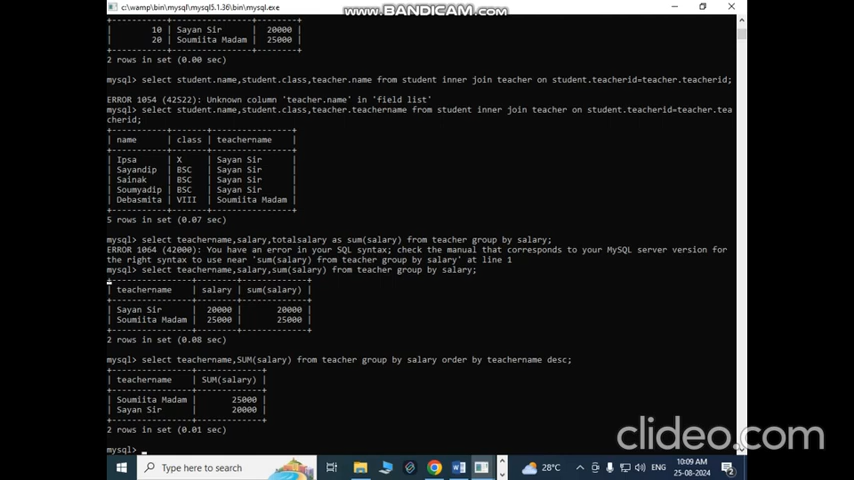 c:\wamp\bin\mysql\mysql5.1.36\bin\mysql.exe
www.BANDICAM.com
+-----------+---------------+--------+
| 10 | Sayan Sir | 20000 |
| 20 | Soumiita Madam | 25000 |
+-----------+---------------+--------+
2 rows in set (0.00 sec)
mysql> select student.name,student.class,teacher.name from student inner join teacher on student.teacherid=teacher.teacherid;
ERROR 1054 (42S22): Unknown column 'teacher.name' in 'field list'
mysql> select student.name,student.class,teacher.teachername from student inner join teacher on student.teacherid=teacher.tea
cherid;
+-----------+-------+----------------+
| name | class | teachername |
+-----------+-------+----------------+
| Ipsa | X | Sayan Sir |
| Sayandip | BSC | Sayan Sir |
| Sainak | BSC | Sayan Sir |
| Soumyadip | BSC | Sayan Sir |
| Debasmita | VIII | Soumiita Madam |
+-----------+-------+----------------+
5 rows in set (0.07 sec)
mysql> select teachername,salary,totalsalary as sum(salary) from teacher group by salary;
ERROR 1064 (42000): You have an error in your SQL syntax; check the manual that corresponds to your MySQL server version for
the right syntax to use near 'sum(salary) from teacher group by salary' at line 1
mysql> select teachername,salary,sum(salary) from teacher group by salary;
+----------------+--------+-------------+
| teachername | salary | sum(salary) |
+----------------+--------+-------------+
| Sayan Sir | 20000 | 20000 |
| Soumiita Madam | 25000 | 25000 |
+----------------+--------+-------------+
2 rows in set (0.08 sec)
mysql> select teachername,SUM(salary) from teacher group by salary order by teachername desc;
+----------------+-------------+
| teachername | SUM(salary) |
+----------------+-------------+
| Soumiita Madam | 25000 |
| Sayan Sir | 20000 |
+----------------+-------------+
2 rows in set (0.01 sec)
mysql> _
clideo.com
Type here to search
28°C
ENG
10:09 AM
25-08-2024
2